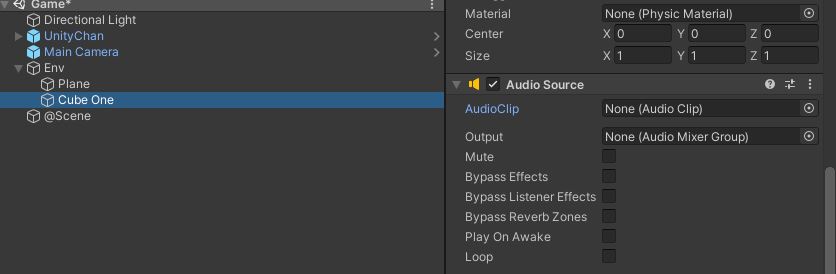 Game*
Directional Light
UnityChan
Main Camera
Env
Plane
Cube One
@Scene
Material None (Physic Material)
Center X 0 Y 0 Z 0
Size X 1 Y 1 Z 1
Audio Source
AudioClip None (Audio Clip)
Output None (Audio Mixer Group)
Mute
Bypass Effects
Bypass Listener Effects
Bypass Reverb Zones
Play On Awake
Loop